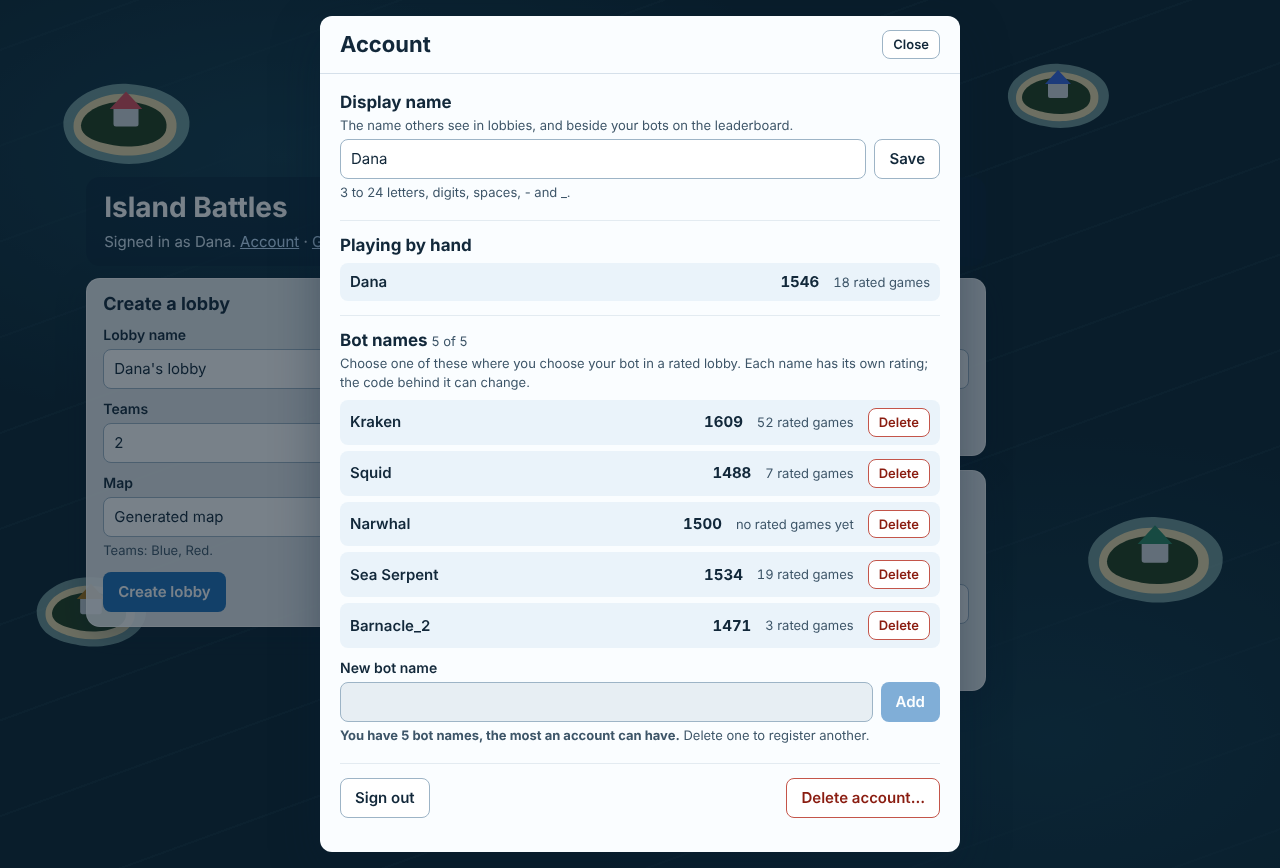 Account
Close
Display name
The name others see in lobbies, and beside your bots on the leaderboard.
Dana
Save
3 to 24 letters, digits, spaces, - and _.
Playing by hand
Dana 1546 18 rated games
Bot names 5 of 5
Choose one of these where you choose your bot in a rated lobby. Each name has its own rating;
the code behind it can change.
Kraken 1609 52 rated games Delete
Squid 1488 7 rated games Delete
Narwhal 1500 no rated games yet Delete
Sea Serpent 1534 19 rated games Delete
Barnacle_2 1471 3 rated games Delete
New bot name
Add
You have 5 bot names, the most an account can have. Delete one to register another.
Sign out
Delete account...
Island Battles
Signed in as Dana. Account ·
Create a lobby
Lobby name
Dana's lobby
Teams
2
Map
Generated map
Teams: Blue, Red.
Create lobby